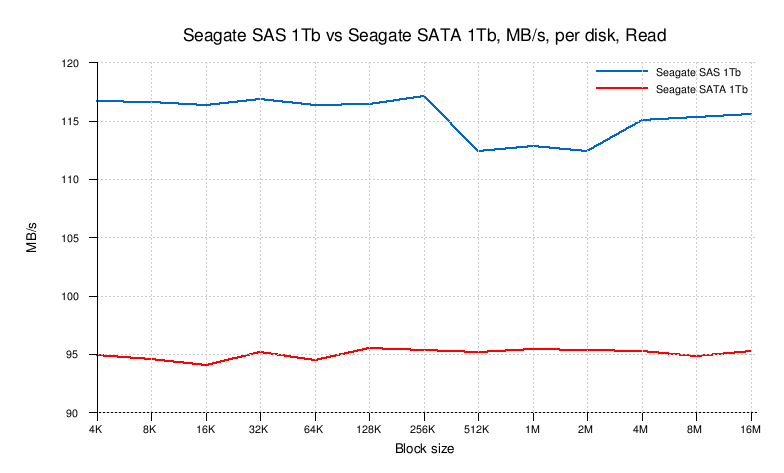 Seagate SAS 1Tb vs Seagate SATA 1Tb, MB/s, per disk, Read
120
Seagate SAS 1Tb
Seagate SATA 1Tb
115
110
105
MB/s
100
95
90
4K 8K 16K 32K 64K 128K 256K 512K 1M 2M 4M 8M 16M
Block size